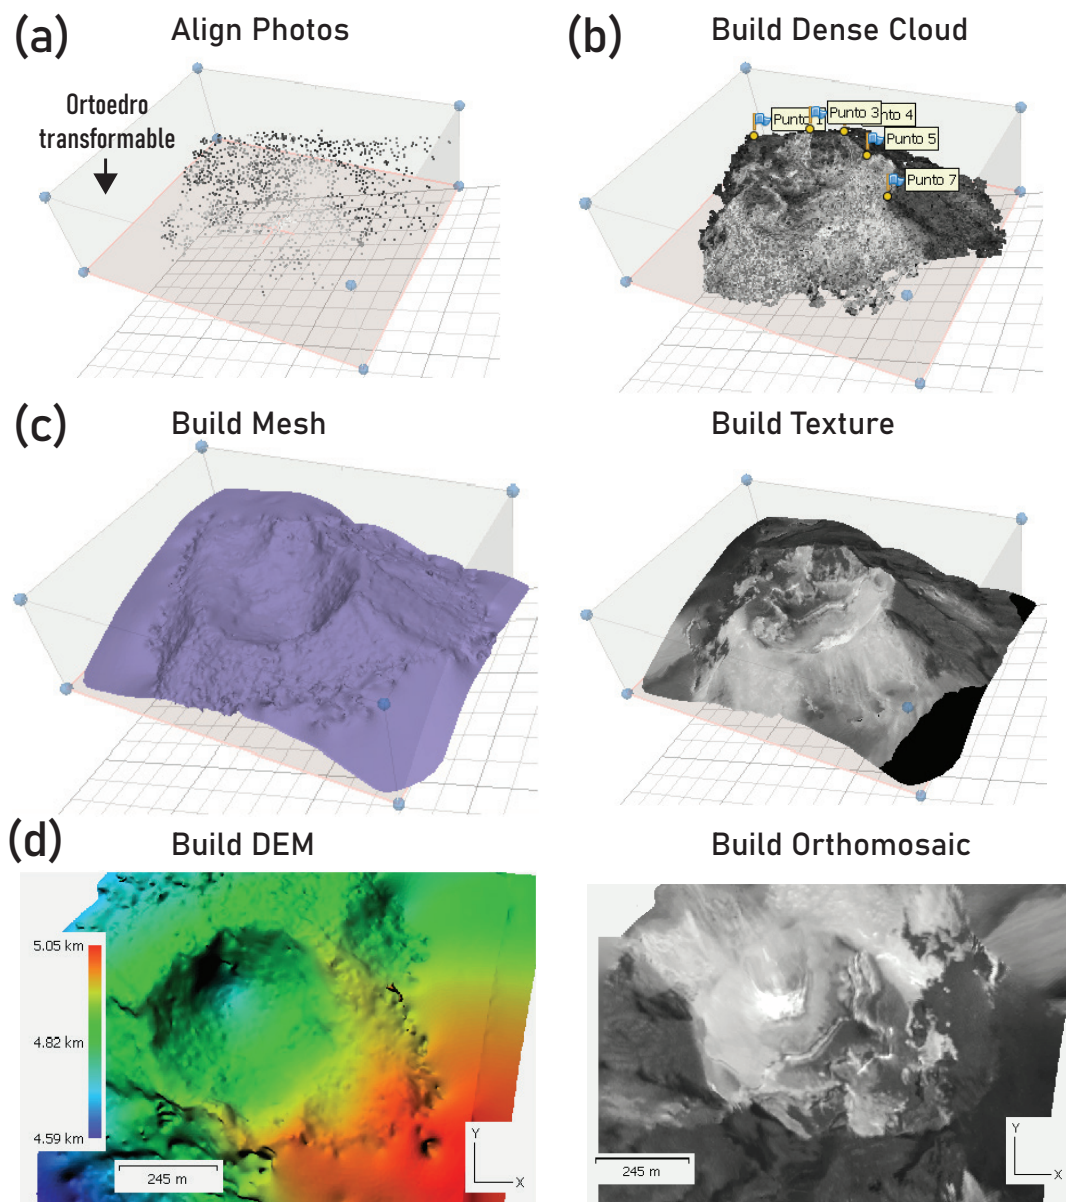 (a)
Align Photos
Ortoedro
transformable
(b)
Build Dense Cloud
Punto 1
Punto 3
nto 4
Punto 5
Punto 7
(c)
Build Mesh
Build Texture
(d)
Build DEM
5.05 km
4.82 km
4.59 km
245 m
Y
X
Build Orthomosaic
245 m
Y
X